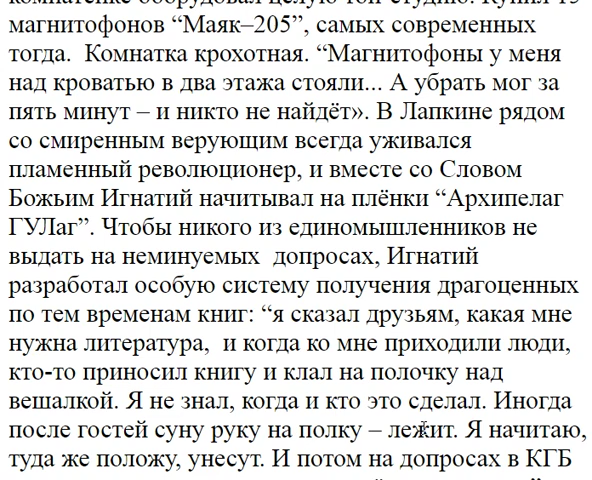 комнатёнке оборудовал целую той студию. Купил 15
магнитофонов “Маяк–205”, самых современных
тогда.  Комнатка крохотная. “Магнитофоны у меня
над кроватью в два этажа стояли... А убрать мог за
пять минут – и никто не найдёт». В Лапкине рядом
со смиренным верующим всегда уживался
пламенный революционер, и вместе со Словом
Божьим Игнатий начитывал на плёнки “Архипелаг
ГУЛаг”. Чтобы никого из единомышленников не
выдать на неминуемых  допросах, Игнатий
разработал особую систему получения драгоценных
по тем временам книг: “я сказал друзьям, какая мне
нужна литература,  и когда ко мне приходили люди,
кто-то приносил книгу и клал на полочку над
вешалкой. Я не знал, когда и кто это сделал. Иногда
после гостей суну руку на полку – лежит. Я начитаю,
туда же положу, унесут. И потом на допросах в КГБ